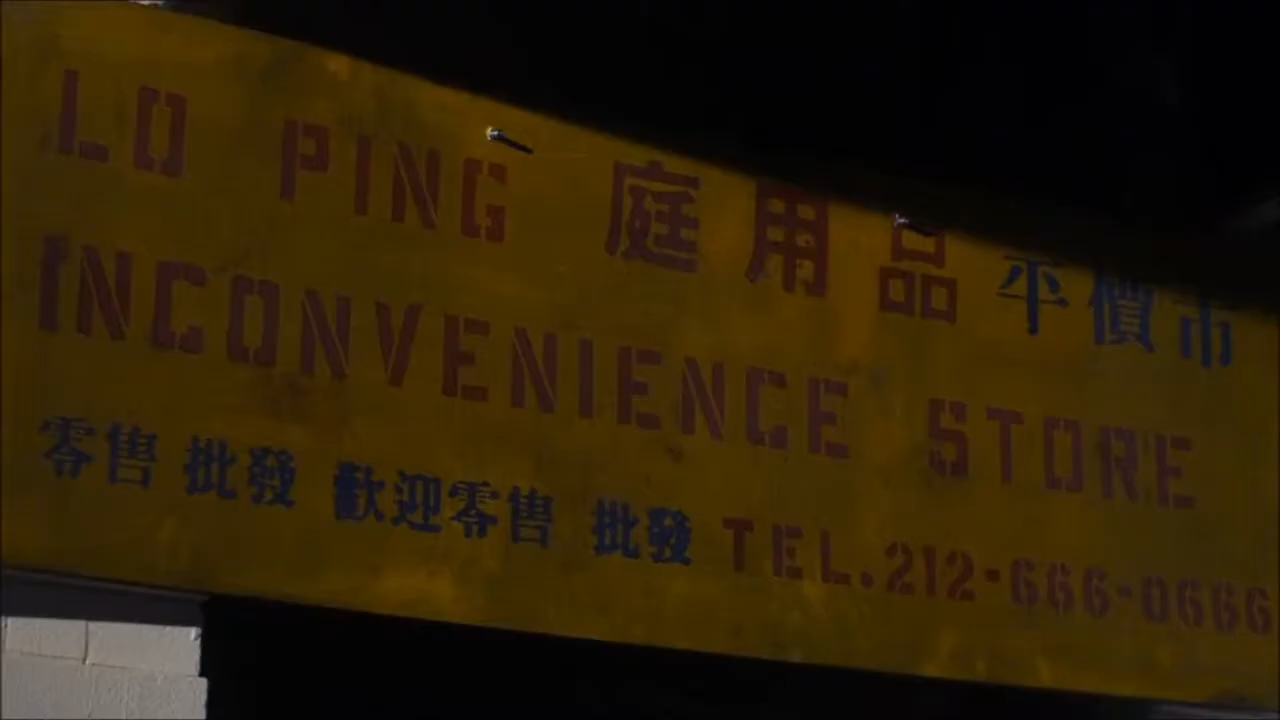 LO PING 庭用品 平價市
INCONVENIENCE STORE
零售 批發 歡迎零售 批發 TEL.212-666-0666